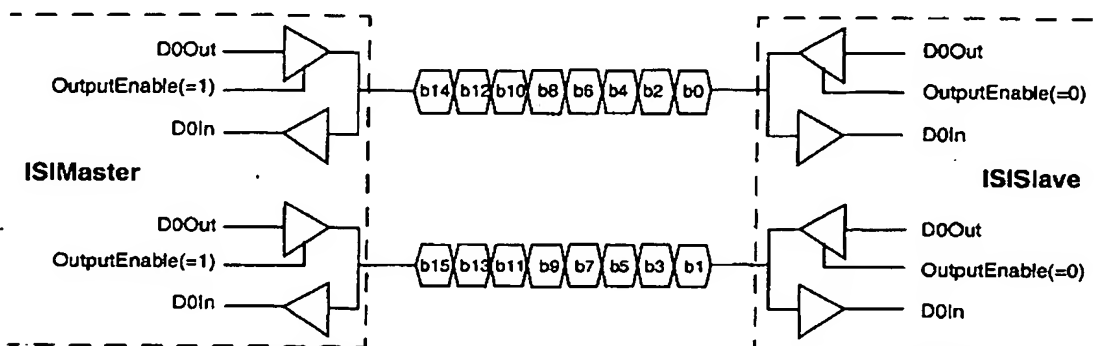 D0Out
OutputEnable(=1)
D0In
b14 b12 b10 b8 b6 b4 b2 b0
D0Out
OutputEnable(=0)
D0In
ISIMaster
ISISlave
D0Out
OutputEnable(=1)
D0In
b15 b13 b11 b9 b7 b5 b3 b1
D0Out
OutputEnable(=0)
D0In